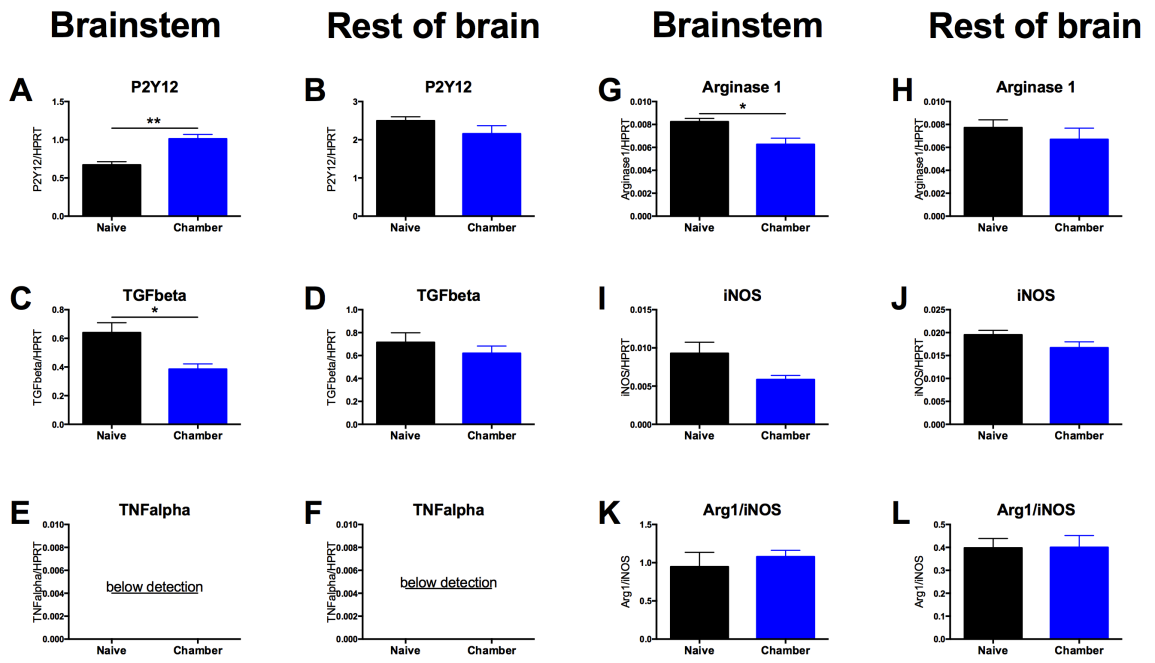 Brainstem
Rest of brain
Brainstem
Rest of brain
A
P2Y12
P2Y12/HPRT
1.5
1.0
0.5
0.0
**
Naive
Chamber
B
P2Y12
P2Y12/HPRT
3
2
1
0
Naive
Chamber
G
Arginase 1
Arginase1/HPRT
0.010
0.008
0.006
0.004
0.002
0.000
*
Naive
Chamber
H
Arginase 1
Arginase1/HPRT
0.010
0.008
0.006
0.004
0.002
0.000
Naive
Chamber
C
TGFbeta
TGFbeta/HPRT
0.8
0.6
0.4
0.2
0.0
*
Naive
Chamber
D
TGFbeta
TGFbeta/HPRT
1.0
0.8
0.6
0.4
0.2
0.0
Naive
Chamber
I
iNOS
iNOS/HPRT
0.015
0.010
0.005
0.000
Naive
Chamber
J
iNOS
iNOS/HPRT
0.025
0.020
0.015
0.010
0.005
0.000
Naive
Chamber
E
TNFalpha
TNFalpha/HPRT
0.010
0.008
0.006
0.004
0.002
0.000
below detection
Naive
Chamber
F
TNFalpha
TNFalpha/HPRT
0.010
0.008
0.006
0.004
0.002
0.000
below detection
Naive
Chamber
K
Arg1/iNOS
Arg1/iNOS
1.5
1.0
0.5
0.0
Naive
Chamber
L
Arg1/iNOS
Arg1/iNOS
0.5
0.4
0.3
0.2
0.1
0.0
Naive
Chamber